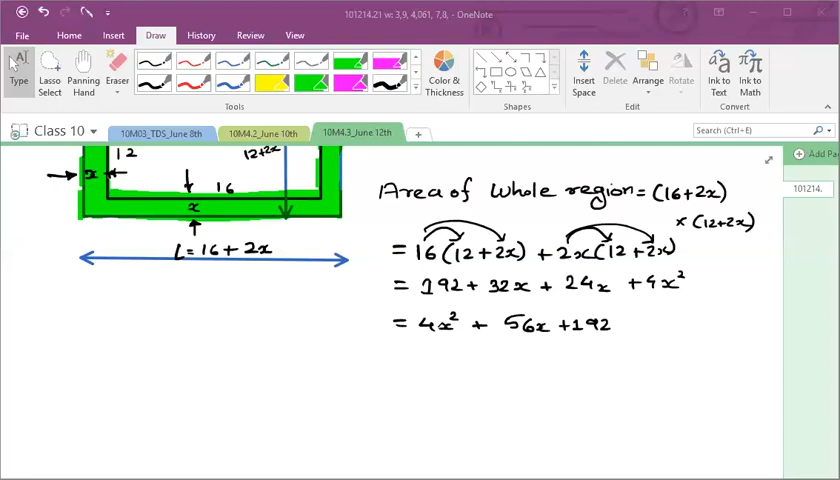 101214.21 w: 3,9, 4,061, 7,8, - OneNote
File Home Insert Draw History Review View
Type
Lasso Select
Panning Hand
Eraser
Color & Thickness
Insert Space
Delete
Arrange
Rotate
Ink to Text
Ink to Math
Tools
Shapes
Edit
Convert
Class 10
10M03_TDS_June 8th
10M4.2_June 10th
10M4.3_June 12th
Search (Ctrl+E)
Add Pa
101214.
12
12+2x
x
16
x
L = 16 + 2x
Area of Whole region = (16+2x)
x (12+2x)
= 16(12+2x) + 2x(12+2x)
= 192 + 32x + 24x + 4x²
= 4x² + 56x + 192